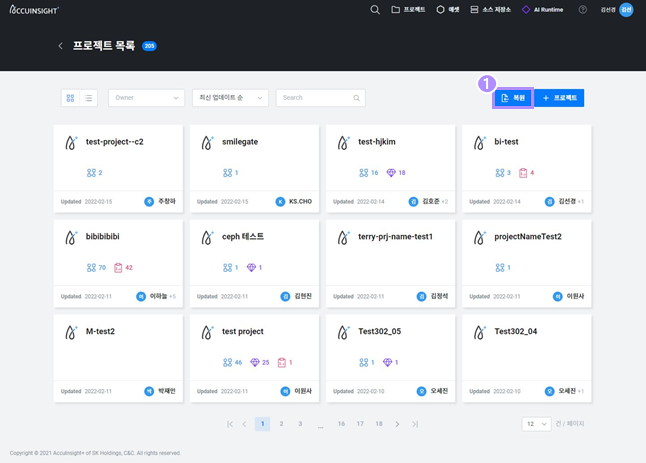 ACCUINSIGHT+
프로젝트 에셋 소스 저장소 AI Runtime 김선경 김선
프로젝트 목록 205
1
Owner 최신 업데이트 순 Search 복원 + 프로젝트
test-project--c2 smilegate test-hjkim bi-test
2 1 16 18 3 4
Updated 2022-02-15 주 주장하 Updated 2022-02-15 K KS.CHO Updated 2022-02-14 김 김호준 +2 Updated 2022-02-14 김 김선경 +1
bibibibibi ceph 테스트 terry-prj-name-test1 projectNameTest2
70 42 1 1 1
Updated 2022-02-11 이 이하늘 +5 Updated 2022-02-11 김 김현진 Updated 2022-02-11 김 김정석 Updated 2022-02-11 이 이원사
M-test2 test project Test302_05 Test302_04
46 25 1 1 1
Updated 2022-02-11 박 박재민 Updated 2022-02-11 이 이원사 Updated 2022-02-10 오 오세진 Updated 2022-02-10 오 오세진 +1
1 2 3 ... 16 17 18 12 건 / 페이지
Copyright © 2021 Accuinsight+ of SK Holdings, C&C. All rights reserved.